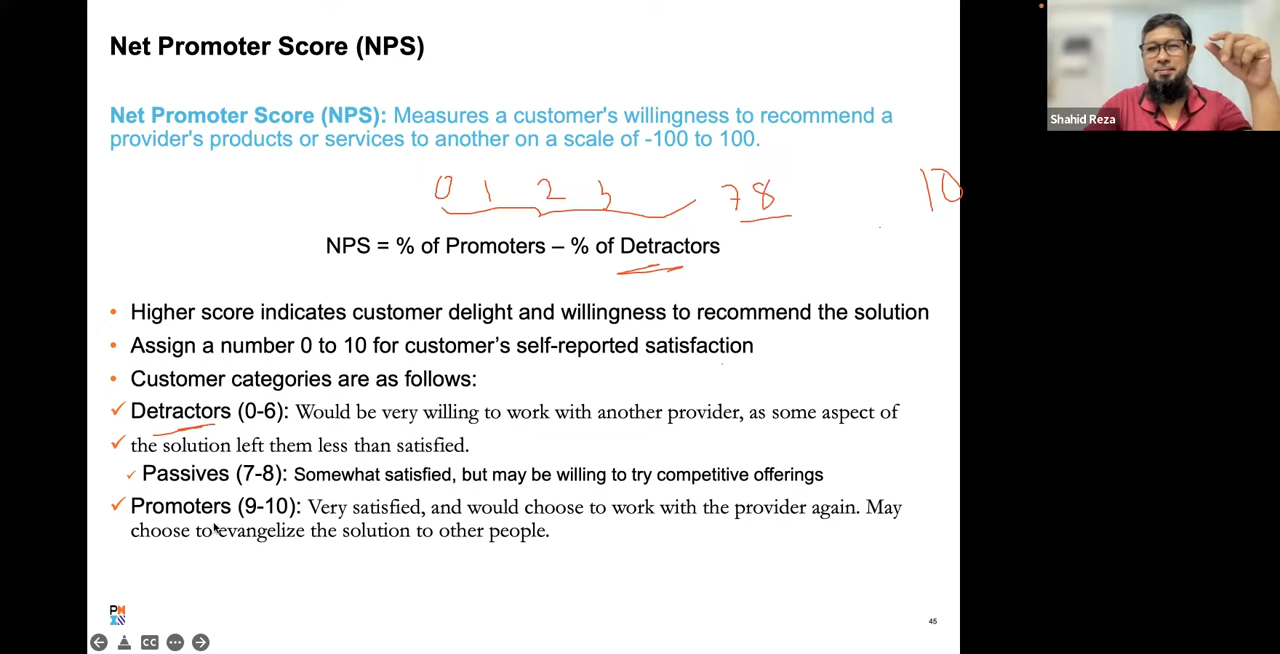 Net Promoter Score (NPS)
Shahid Reza
Net Promoter Score (NPS): Measures a customer's willingness to recommend a
provider's products or services to another on a scale of -100 to 100.
0 1 2 3 7 8 10
NPS = % of Promoters – % of Detractors
• Higher score indicates customer delight and willingness to recommend the solution
• Assign a number 0 to 10 for customer's self-reported satisfaction
• Customer categories are as follows:
✓ Detractors (0-6): Would be very willing to work with another provider, as some aspect of
✓ the solution left them less than satisfied.
✓ Passives (7-8): Somewhat satisfied, but may be willing to try competitive offerings
✓ Promoters (9-10): Very satisfied, and would choose to work with the provider again. May
choose to evangelize the solution to other people.
45
CC